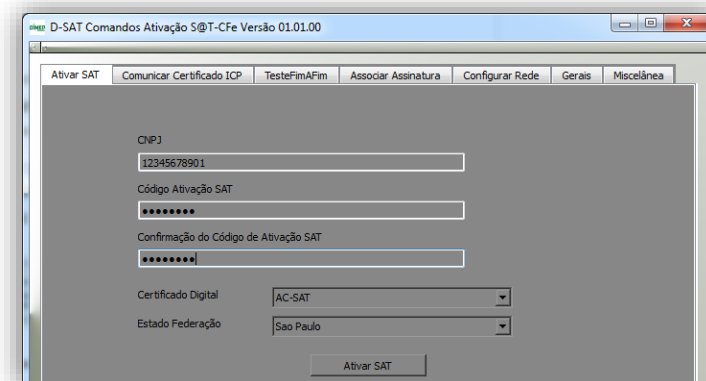 DIMEP D-SAT Comandos Ativação S@T-CFe Versão 01.01.00
Ativar SAT Comunicar Certificado ICP TesteFimAFim Associar Assinatura Configurar Rede Gerais Miscelânea
CNPJ
12345678901
Código Ativação SAT
●●●●●●●●
Confirmação do Código de Ativação SAT
●●●●●●●●
Certificado Digital AC-SAT
Estado Federação Sao Paulo
Ativar SAT